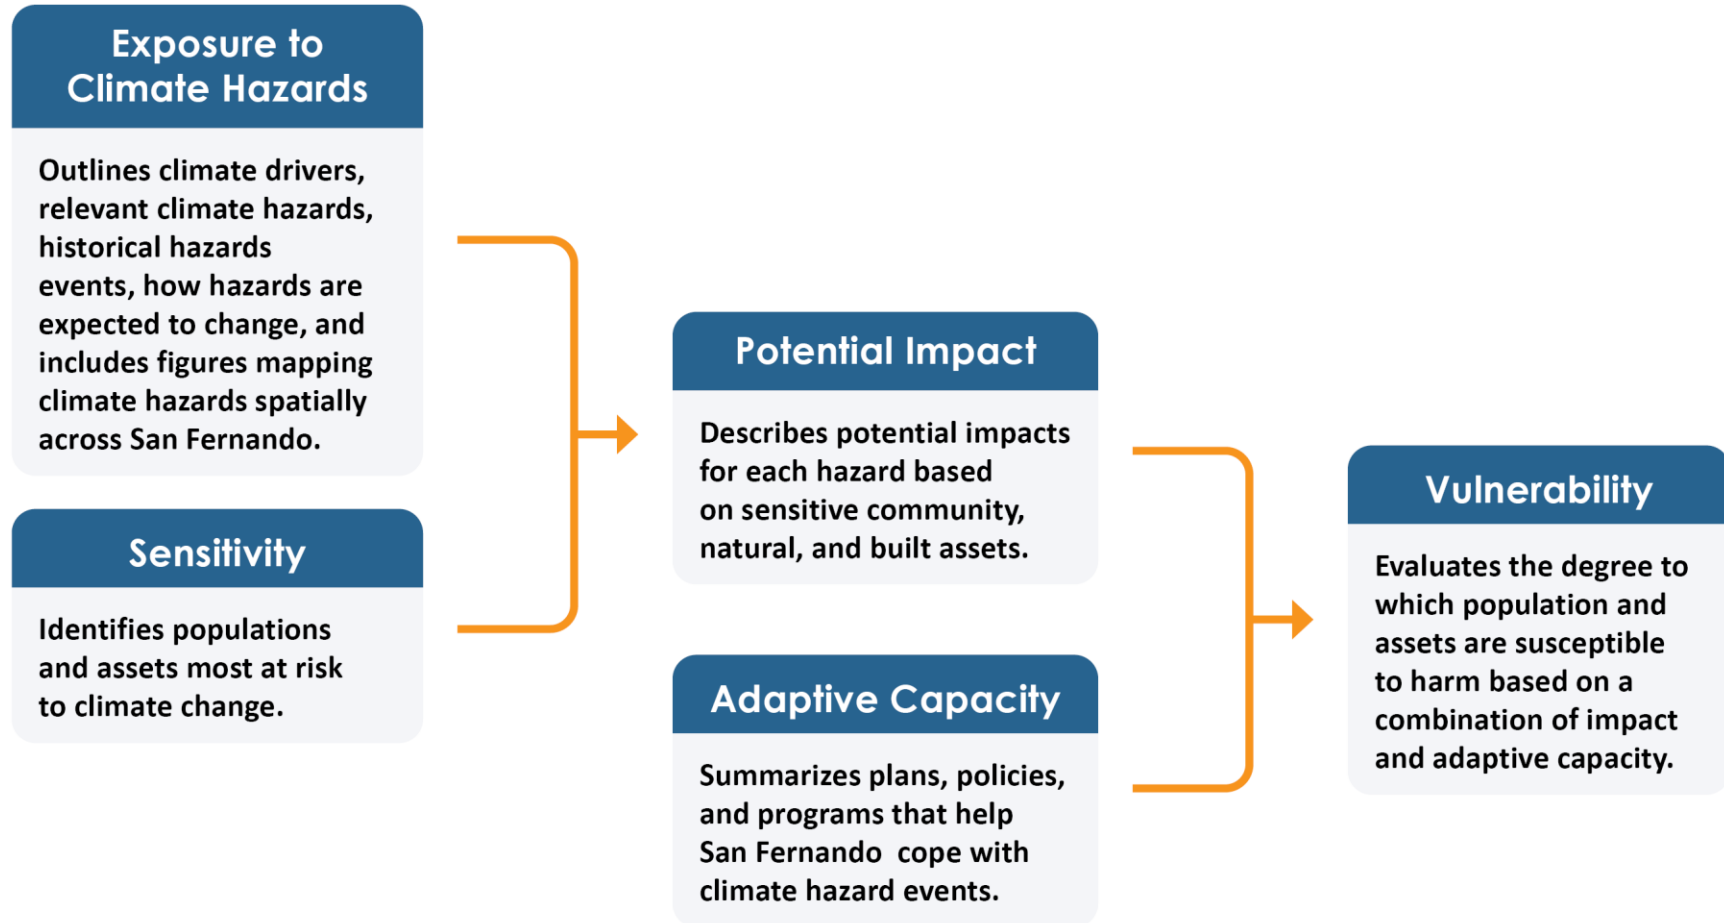 Exposure to
Climate Hazards
Outlines climate drivers,
relevant climate hazards,
historical hazards
events, how hazards are
expected to change, and
includes figures mapping
climate hazards spatially
across San Fernando.
Sensitivity
Identifies populations
and assets most at risk
to climate change.
Potential Impact
Describes potential impacts
for each hazard based
on sensitive community,
natural, and built assets.
Adaptive Capacity
Summarizes plans, policies,
and programs that help
San Fernando  cope with
climate hazard events.
Vulnerability
Evaluates the degree to
which population and
assets are susceptible
to harm based on a
combination of impact
and adaptive capacity.